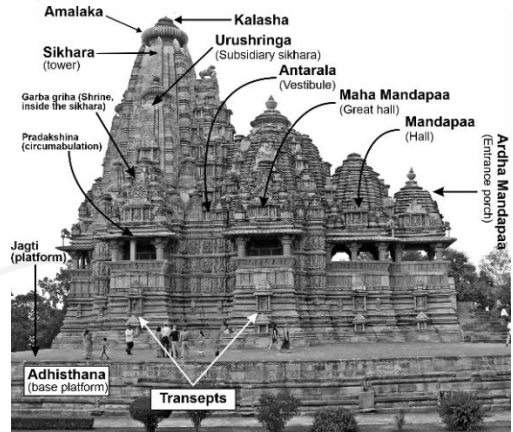 Amalaka
Kalasha
Urushringa
(Subsidiary sikhara)
Sikhara
(tower)
Antarala
(Vestibule)
Garba griha (Shrine,
inside the sikhara)
Maha Mandapaa
(Great hall)
Mandapaa
(Hall)
Pradakshina
(circumabulation)
Ardha Mandapaa
(Entrance porch)
Jagti
(platform)
Adhisthana
(base platform)
Transepts